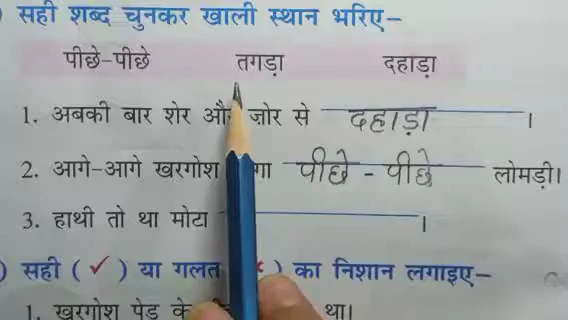 ) सही शब्द चुनकर खाली स्थान भरिए–
पीछे-पीछे तगड़ा दहाड़ा
1. अबकी बार शेर और ज़ोर से दहाड़ा ।
2. आगे-आगे खरगोश पीछे - पीछे लोमड़ी।
3. हाथी तो था मोटा ।
) सही ( ✓ ) या गलत ( ) का निशान लगाइए–
1. खरगोश पेड़ के था।